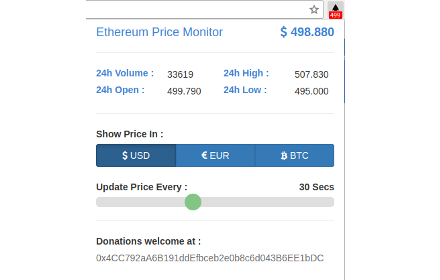 499
Ethereum Price Monitor $ 498.880
24h Volume : 33619 24h High : 507.830
24h Open : 499.790 24h Low : 495.000
Show Price In :
$ USD € EUR ₿ BTC
Update Price Every : 30 Secs
Donations welcome at :
0x4CC792aA6B191ddEfbceb2e0b8c6d043B6EE1bDC